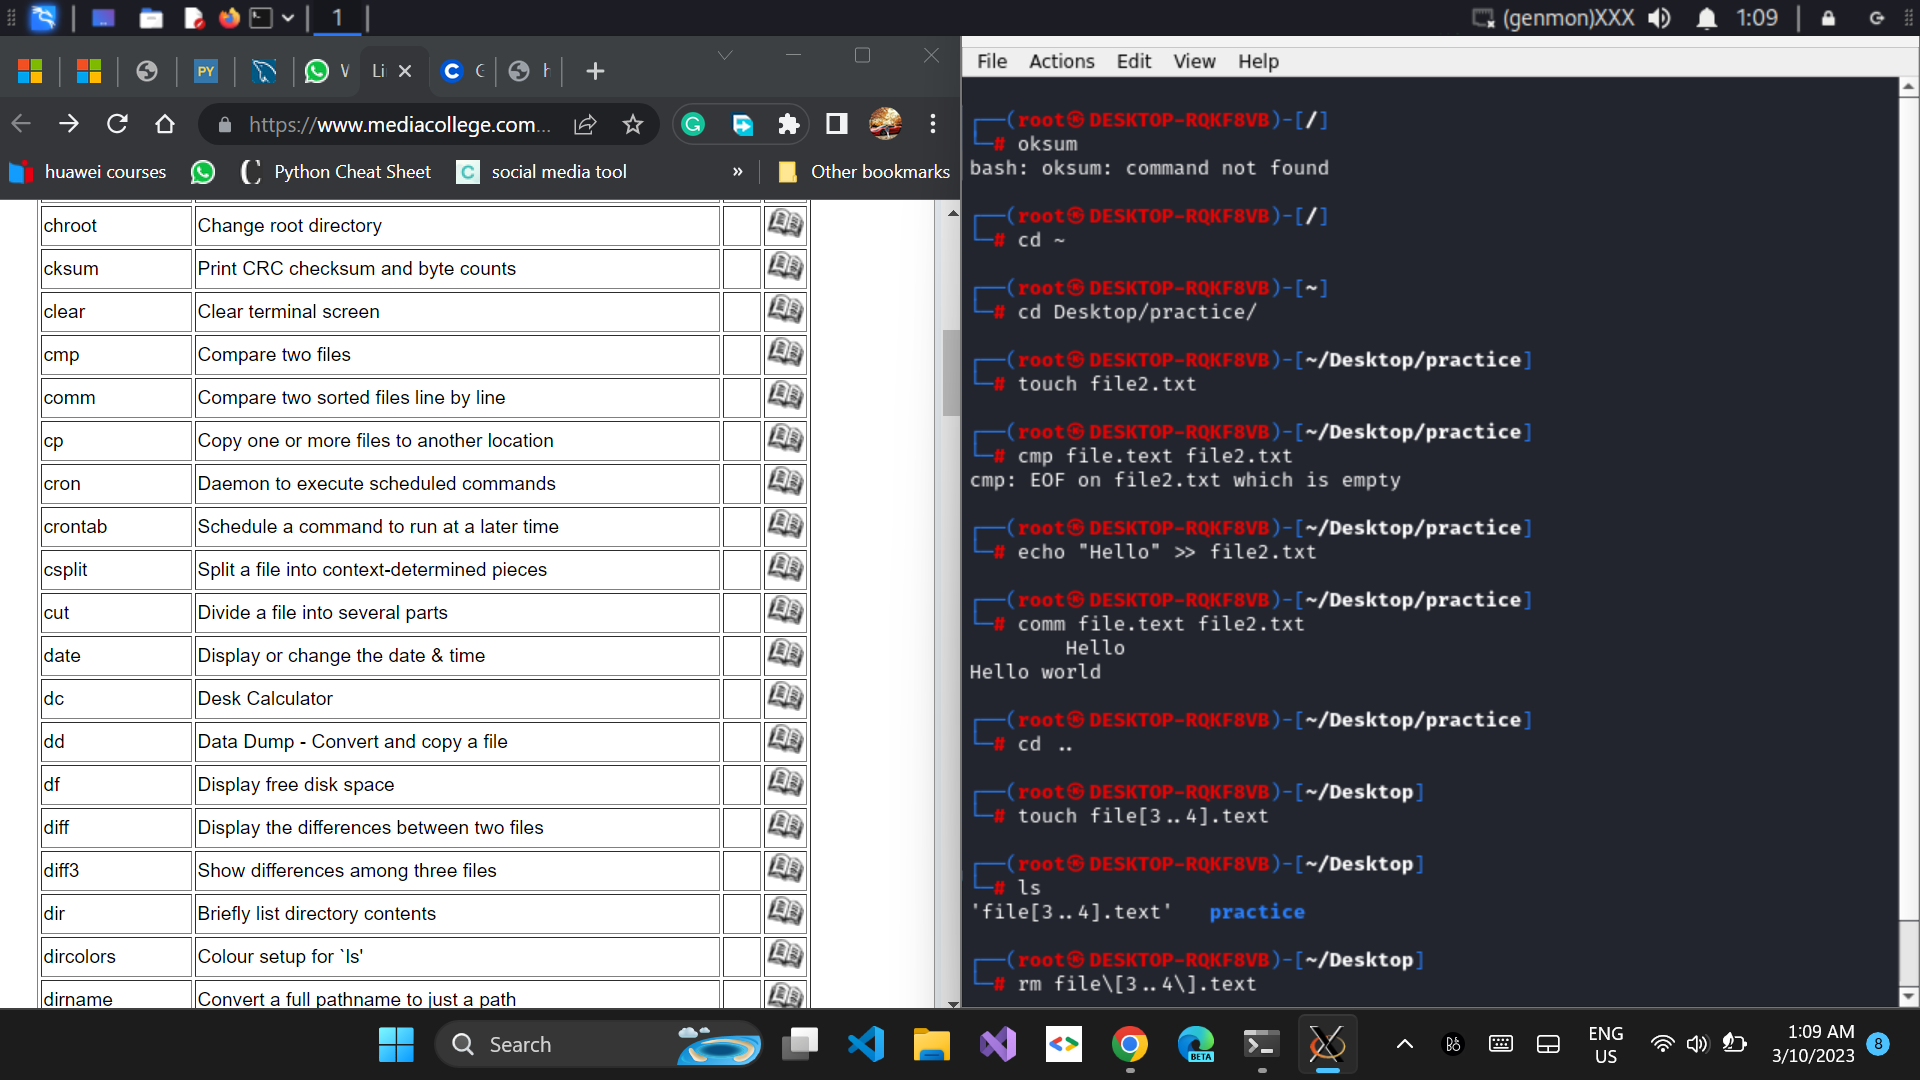 1
(genmon)XXX
1:09
PY
W
Li
G
h
https://www.mediacollege.com...
huawei courses
Python Cheat Sheet
social media tool
»
Other bookmarks
chroot Change root directory
cksum Print CRC checksum and byte counts
clear Clear terminal screen
cmp Compare two files
comm Compare two sorted files line by line
cp Copy one or more files to another location
cron Daemon to execute scheduled commands
crontab Schedule a command to run at a later time
csplit Split a file into context-determined pieces
cut Divide a file into several parts
date Display or change the date & time
dc Desk Calculator
dd Data Dump - Convert and copy a file
df Display free disk space
diff Display the differences between two files
diff3 Show differences among three files
dir Briefly list directory contents
dircolors Colour setup for `ls'
dirname Convert a full pathname to just a path
File Actions Edit View Help
┌──(root㉿DESKTOP-RQKF8VB)-[/]
└─# oksum
bash: oksum: command not found
┌──(root㉿DESKTOP-RQKF8VB)-[/]
└─# cd ~
┌──(root㉿DESKTOP-RQKF8VB)-[~]
└─# cd Desktop/practice/
┌──(root㉿DESKTOP-RQKF8VB)-[~/Desktop/practice]
└─# touch file2.txt
┌──(root㉿DESKTOP-RQKF8VB)-[~/Desktop/practice]
└─# cmp file.text file2.txt
cmp: EOF on file2.txt which is empty
┌──(root㉿DESKTOP-RQKF8VB)-[~/Desktop/practice]
└─# echo "Hello" >> file2.txt
┌──(root㉿DESKTOP-RQKF8VB)-[~/Desktop/practice]
└─# comm file.text file2.txt
        Hello
Hello world
┌──(root㉿DESKTOP-RQKF8VB)-[~/Desktop/practice]
└─# cd ..
┌──(root㉿DESKTOP-RQKF8VB)-[~/Desktop]
└─# touch file[3..4].text
┌──(root㉿DESKTOP-RQKF8VB)-[~/Desktop]
└─# ls
'file[3..4].text'   practice
┌──(root㉿DESKTOP-RQKF8VB)-[~/Desktop]
└─# rm file\[3..4\].text
Search
BETA
ENG
US
1:09 AM
3/10/2023
8